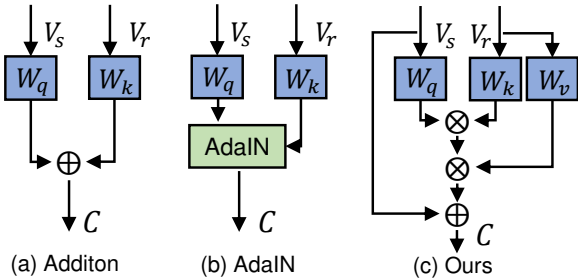 V_s V_r V_s V_r V_s V_r
W_q W_k W_q W_k W_q W_k W_v
AdaIN
C C C
(a) Additon (b) AdaIN (c) Ours